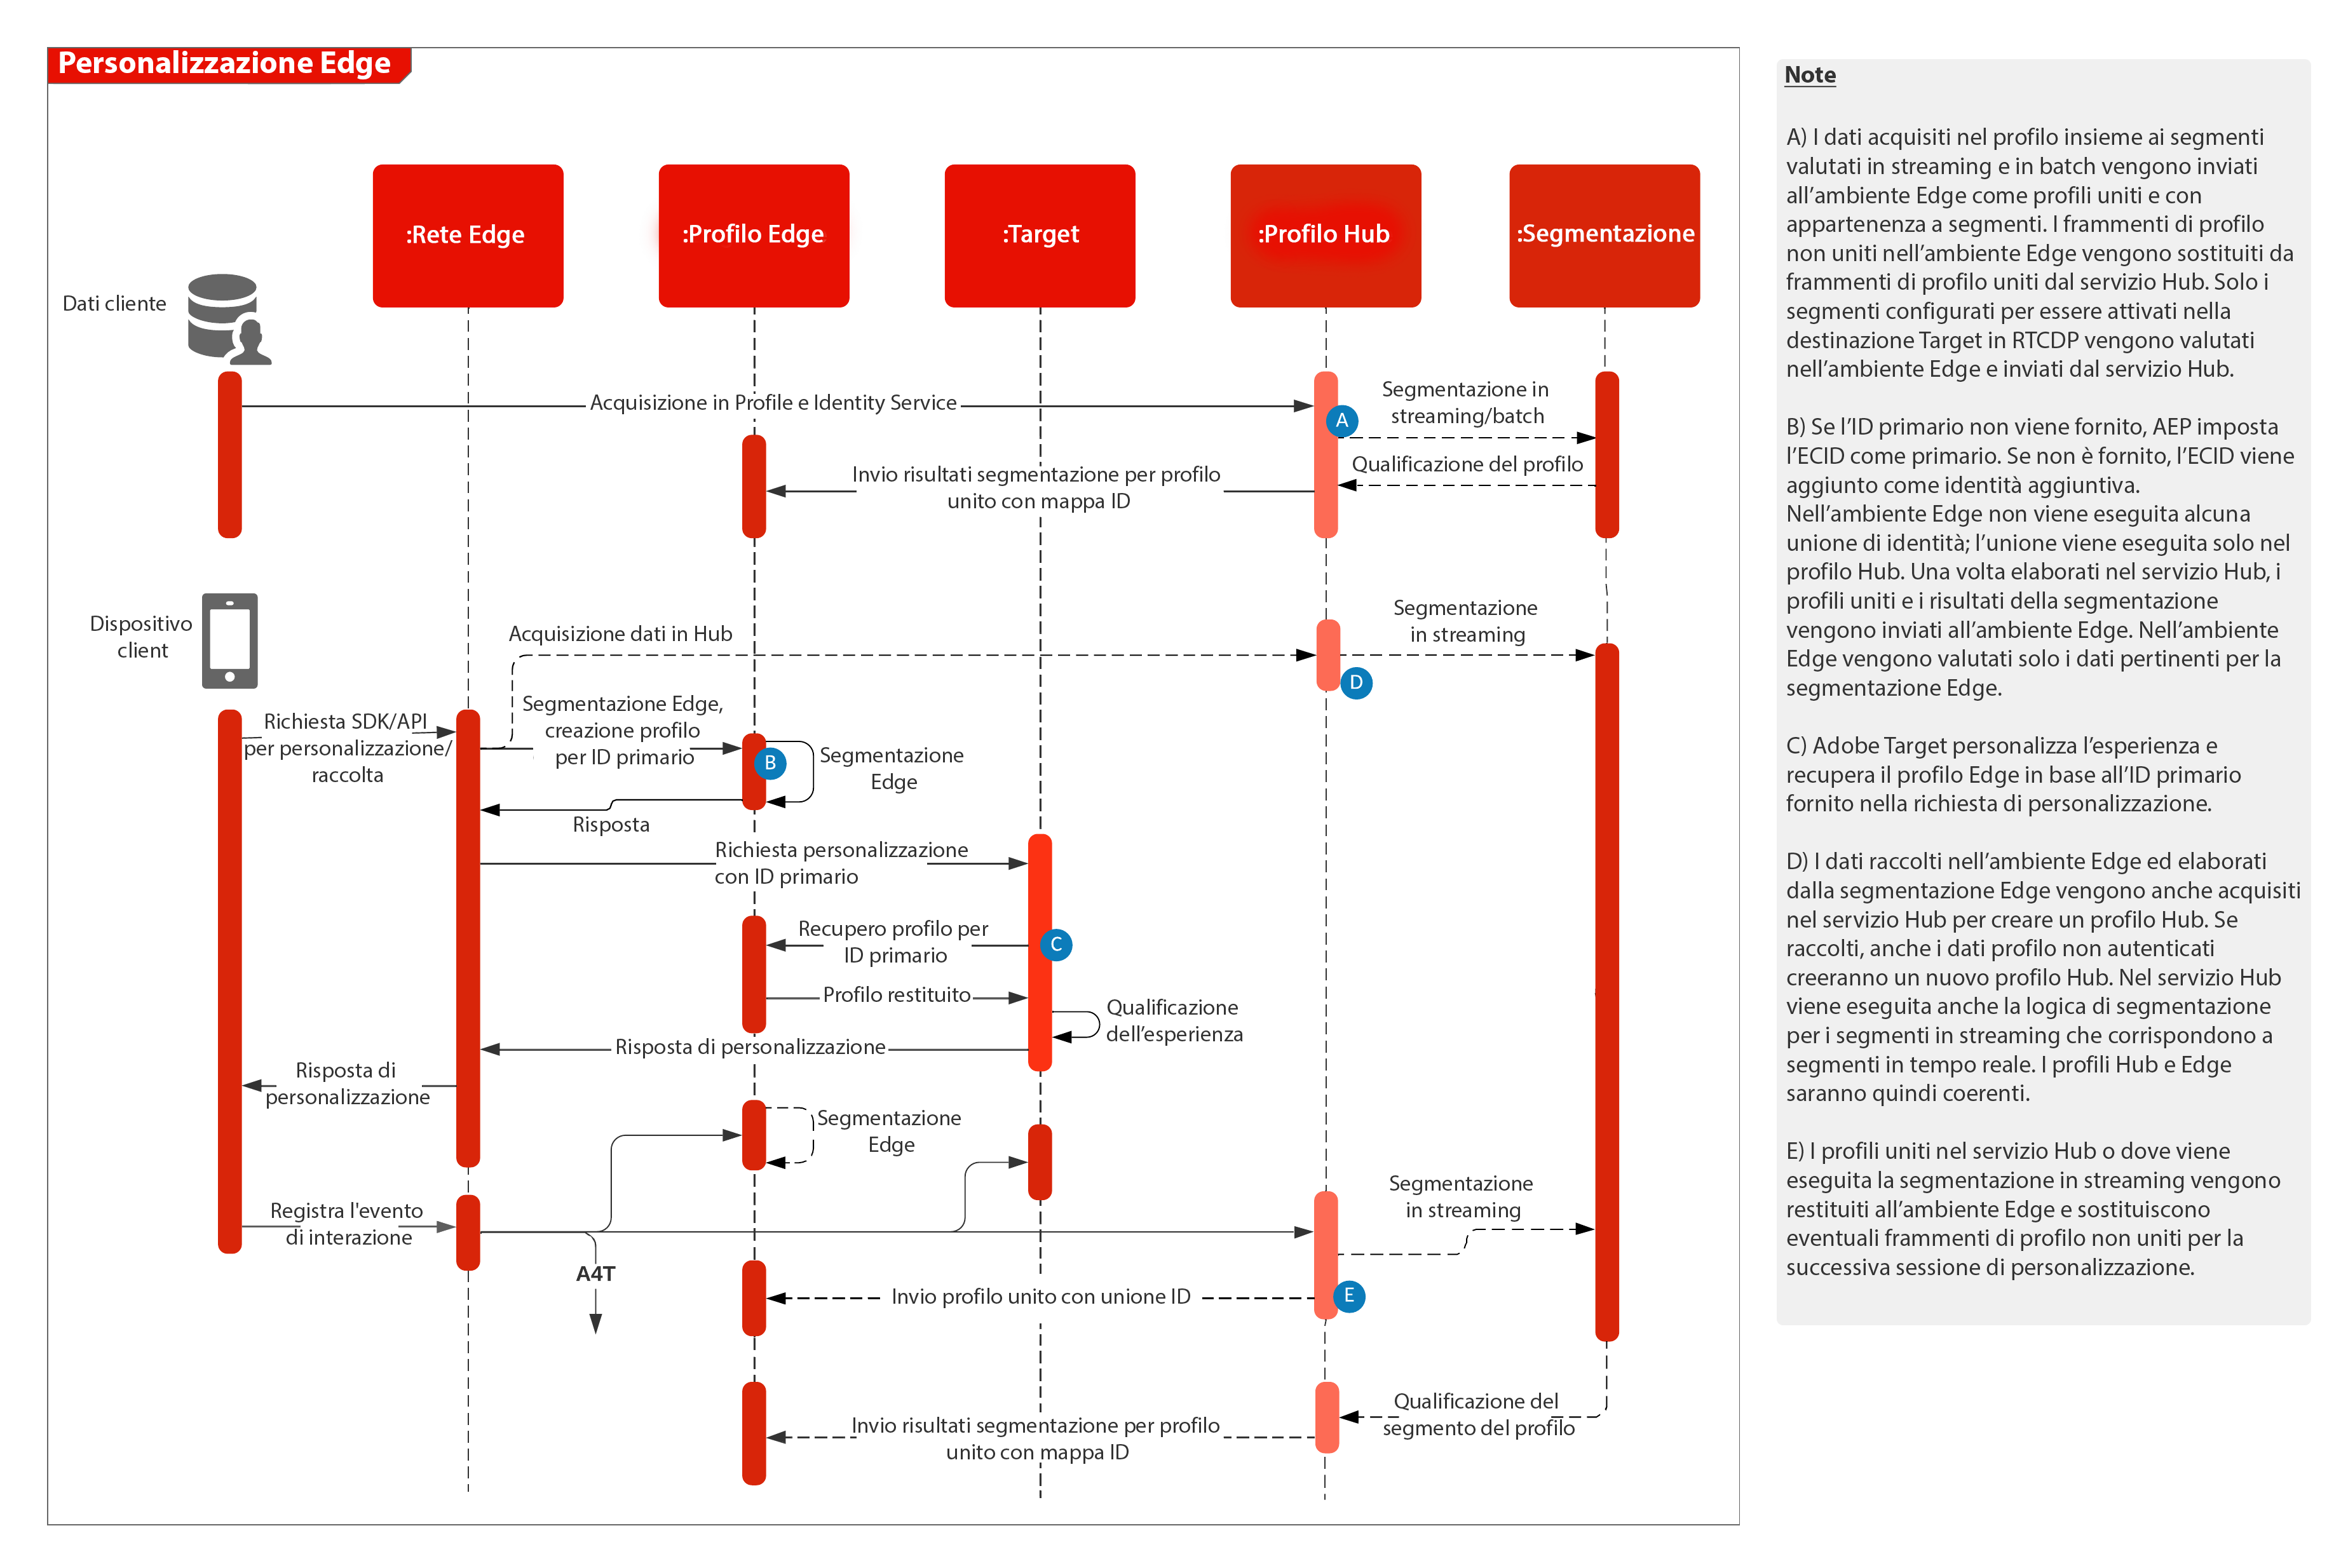 Personalizzazione Edge
:Rete Edge
:Profilo Edge
:Target
:Profilo Hub
:Segmentazione
Dati cliente
Acquisizione in Profile e Identity Service
A
Segmentazione in
streaming/batch
Qualificazione del profilo
Invio risultati segmentazione per profilo
unito con mappa ID
Dispositivo
client
Acquisizione dati in Hub
Segmentazione
in streaming
D
Richiesta SDK/API
per personalizzazione/
raccolta
Segmentazione Edge,
creazione profilo
per ID primario
B
Segmentazione
Edge
Risposta
Richiesta personalizzazione
con ID primario
Recupero profilo per
ID primario
C
Profilo restituito
Qualificazione
dell’esperienza
Risposta di personalizzazione
Risposta di
personalizzazione
Segmentazione
Edge
Registra l'evento
di interazione
A4T
Segmentazione
in streaming
Invio profilo unito con unione ID
E
Qualificazione del
segmento del profilo
Invio risultati segmentazione per profilo
unito con mappa ID
Note
A) I dati acquisiti nel profilo insieme ai segmenti
valutati in streaming e in batch vengono inviati
all’ambiente Edge come profili uniti e con
appartenenza a segmenti. I frammenti di profilo
non uniti nell’ambiente Edge vengono sostituiti da
frammenti di profilo uniti dal servizio Hub. Solo i
segmenti configurati per essere attivati nella
destinazione Target in RTCDP vengono valutati
nell’ambiente Edge e inviati dal servizio Hub.
B) Se l’ID primario non viene fornito, AEP imposta
l’ECID come primario. Se non è fornito, l’ECID viene
aggiunto come identità aggiuntiva.
Nell’ambiente Edge non viene eseguita alcuna
unione di identità; l’unione viene eseguita solo nel
profilo Hub. Una volta elaborati nel servizio Hub, i
profili uniti e i risultati della segmentazione
vengono inviati all’ambiente Edge. Nell’ambiente
Edge vengono valutati solo i dati pertinenti per la
segmentazione Edge.
C) Adobe Target personalizza l’esperienza e
recupera il profilo Edge in base all’ID primario
fornito nella richiesta di personalizzazione.
D) I dati raccolti nell’ambiente Edge ed elaborati
dalla segmentazione Edge vengono anche acquisiti
nel servizio Hub per creare un profilo Hub. Se
raccolti, anche i dati profilo non autenticati
creeranno un nuovo profilo Hub. Nel servizio Hub
viene eseguita anche la logica di segmentazione
per i segmenti in streaming che corrispondono a
segmenti in tempo reale. I profili Hub e Edge
saranno quindi coerenti.
E) I profili uniti nel servizio Hub o dove viene
eseguita la segmentazione in streaming vengono
restituiti all’ambiente Edge e sostituiscono
eventuali frammenti di profilo non uniti per la
successiva sessione di personalizzazione.